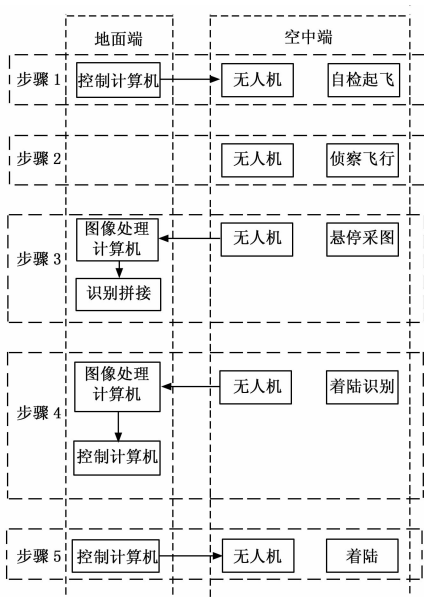 地面端
空中端
步骤 1
控制计算机
无人机
自检起飞
步骤 2
无人机
侦察飞行
步骤 3
图像处理
计算机
无人机
悬停采图
识别拼接
步骤 4
图像处理
计算机
无人机
着陆识别
控制计算机
步骤 5
控制计算机
无人机
着陆